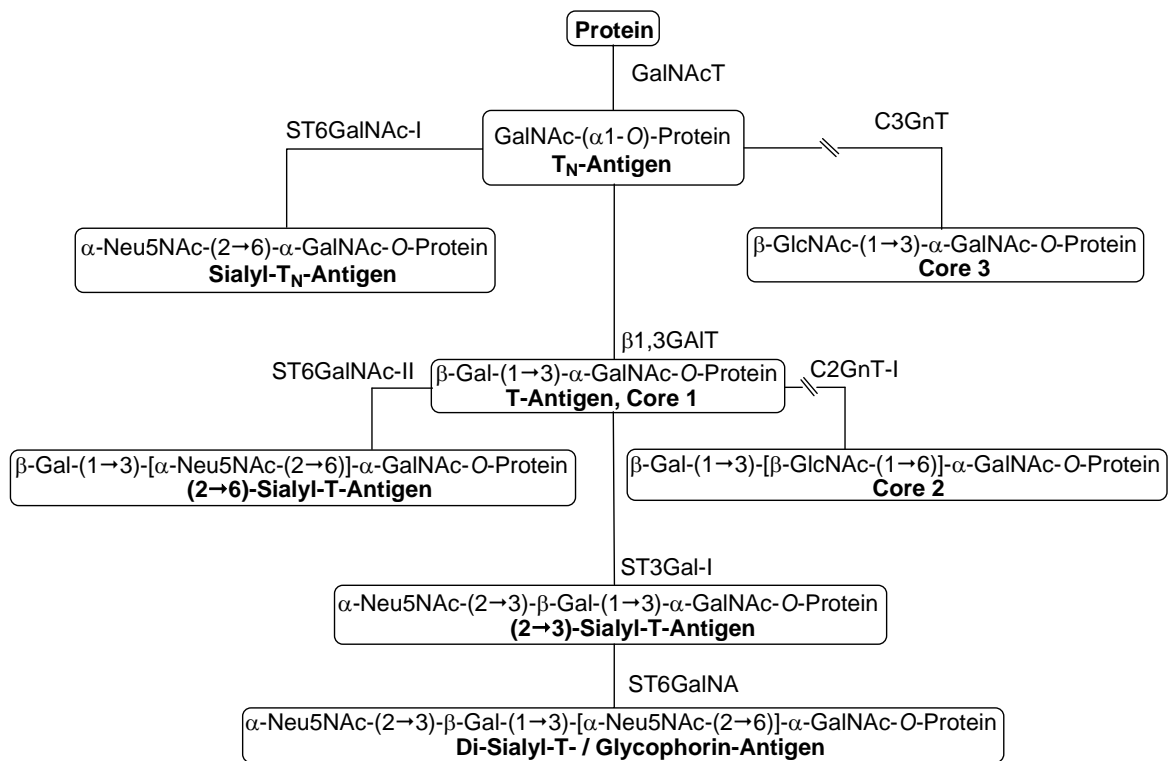 Protein
GalNAcT
ST6GalNAc-I
C3GnT
GalNAc-(α1-O)-Protein
T_N-Antigen
α-Neu5NAc-(2→6)-α-GalNAc-O-Protein
Sialyl-T_N-Antigen
β-GlcNAc-(1→3)-α-GalNAc-O-Protein
Core 3
β1,3GAlT
ST6GalNAc-II
C2GnT-I
β-Gal-(1→3)-α-GalNAc-O-Protein
T-Antigen, Core 1
β-Gal-(1→3)-[α-Neu5NAc-(2→6)]-α-GalNAc-O-Protein
(2→6)-Sialyl-T-Antigen
β-Gal-(1→3)-[β-GlcNAc-(1→6)]-α-GalNAc-O-Protein
Core 2
ST3Gal-I
α-Neu5NAc-(2→3)-β-Gal-(1→3)-α-GalNAc-O-Protein
(2→3)-Sialyl-T-Antigen
ST6GalNA
α-Neu5NAc-(2→3)-β-Gal-(1→3)-[α-Neu5NAc-(2→6)]-α-GalNAc-O-Protein
Di-Sialyl-T- / Glycophorin-Antigen